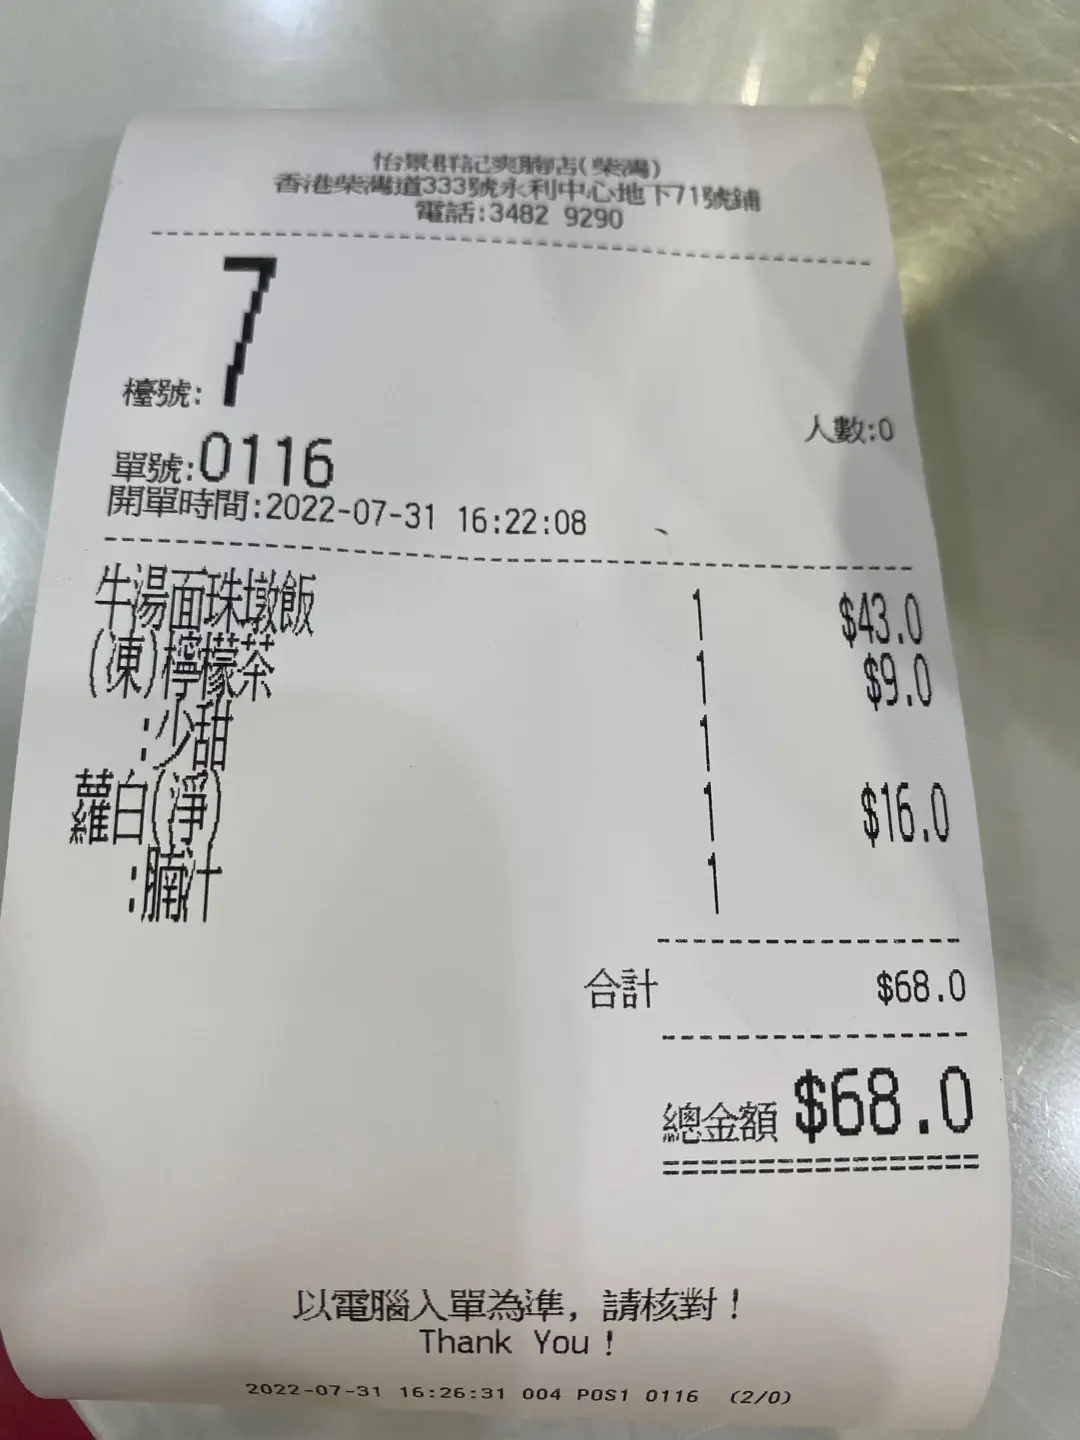 怡景群記爽腩店(柴灣)
香港柴灣道333號永利中心地下71號鋪
電話:3482 9290
檯號: 7
人數:0
單號:0116
開單時間:2022-07-31 16:22:08
牛湯面珠墩飯 1 $43.0
(凍)檸檬茶 1 $9.0
:少甜 1
蘿白(淨) 1 $16.0
:腩汁 1
合計 $68.0
總金額 $68.0
以電腦入單為準, 請核對!
Thank You!
2022-07-31 16:26:31 004 POS1 0116 (2/0)